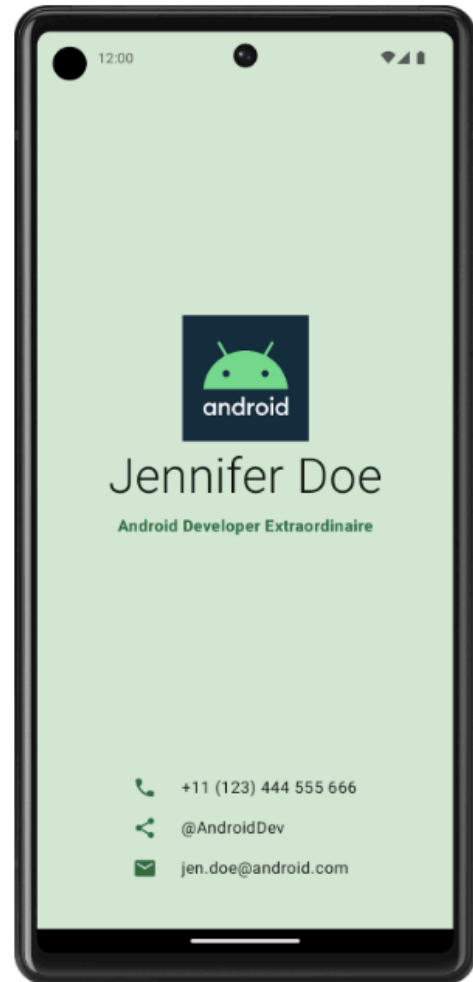 12:00
android
Jennifer Doe
Android Developer Extraordinaire
+11 (123) 444 555 666
@AndroidDev
jen.doe@android.com